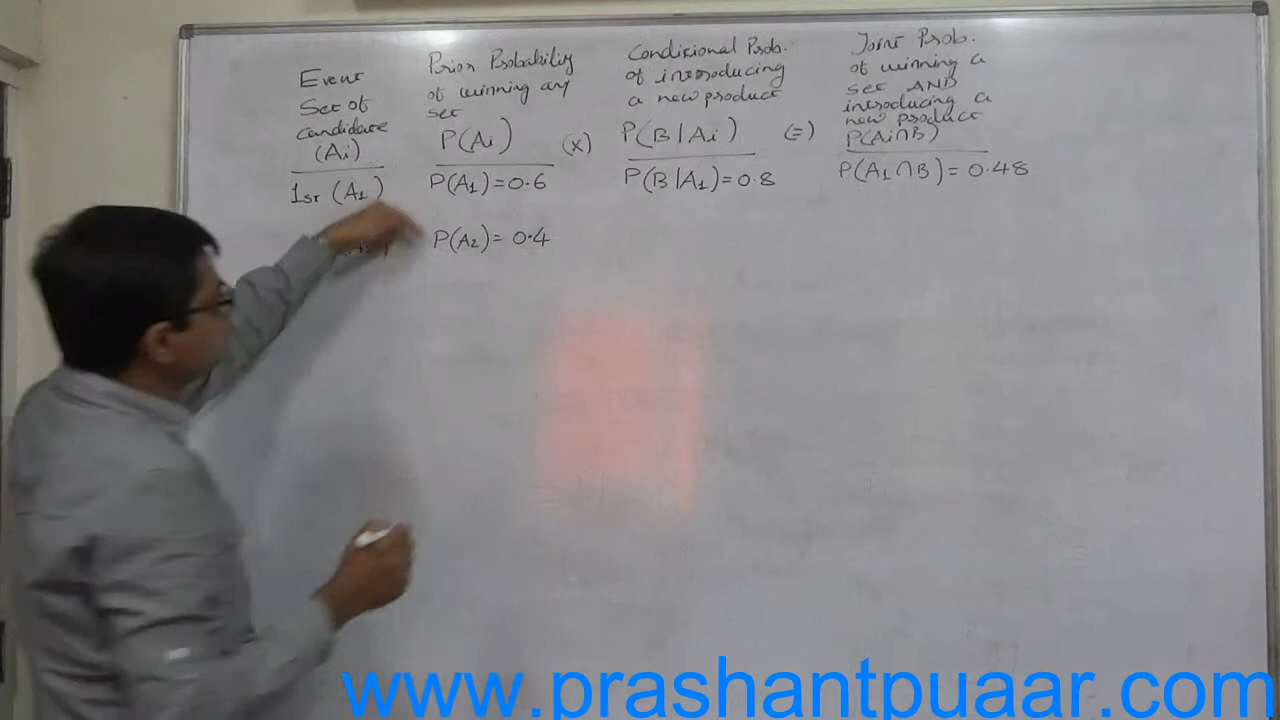 Event
Set of
candidate
(Ai)
Prior Probability
of winning any
set
P(Ai)
(x)
Conditional Prob.
of introducing
a new product
P(B|Ai)
(=)
Joint Prob.
of winning a
set AND
introducing a
new product
P(Ai∩B)
1st (A1)
P(A1)=0.6
P(B|A1)=0.8
P(A1∩B)=0.48
P(A2)=0.4
www.prashantpuaar.com